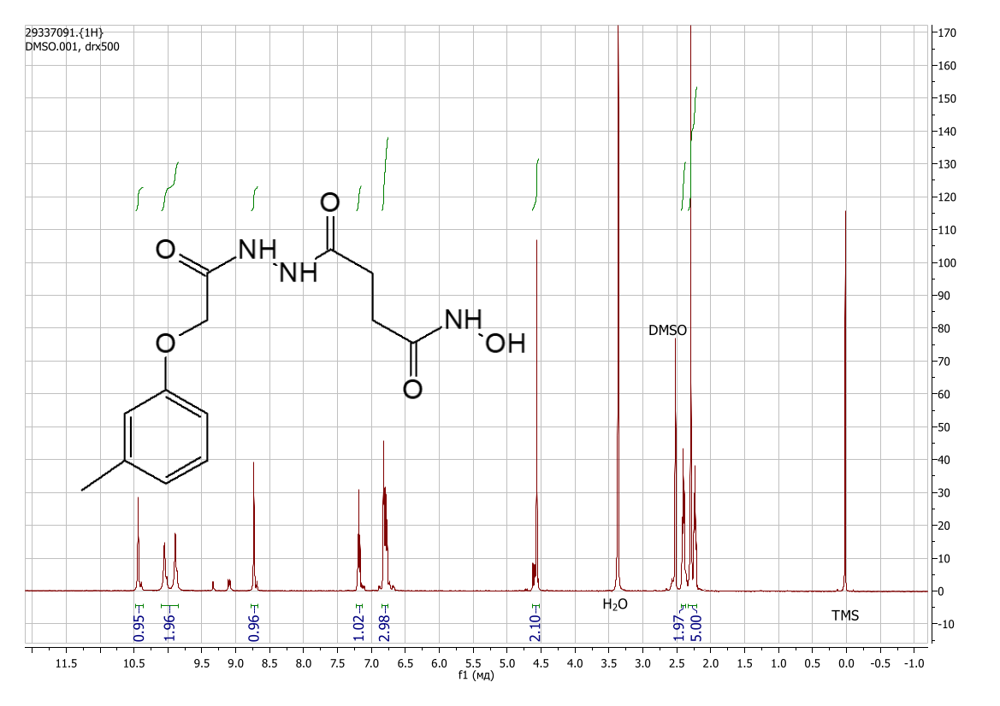 29337091.{1H}
DMSO.001, drx500
170
160
150
140
130
120
110
100
90
80
70
60
50
40
30
20
10
0
-10
O
O
NH
NH
NH
OH
O
O
DMSO
H2O
TMS
0.95
1.96
0.96
1.02
2.98
2.10
1.97
5.00
11.5 10.5 9.5 9.0 8.5 8.0 7.5 7.0 6.5 6.0 5.5 5.0 4.5 4.0 3.5 3.0 2.5 2.0 1.5 1.0 0.5 0.0 -0.5 -1.0
f1 (мд)